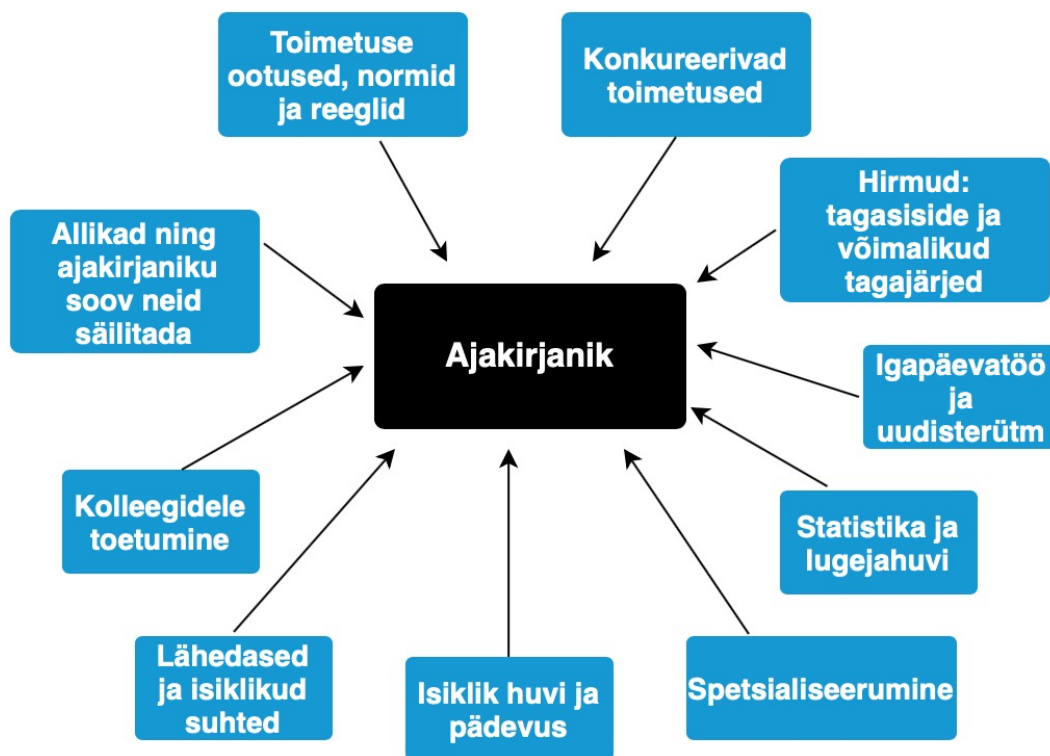 Toimetuse
ootused, normid
ja reeglid
Konkureerivad
toimetused
Hirmud:
tagasiside ja
võimalikud
tagajärjed
Allikad ning
ajakirjaniku
soov neid
säilitada
Ajakirjanik
Igapäevatöö
ja
uudisterütm
Kolleegidele
toetumine
Statistika ja
lugejahuvi
Lähedased
ja isiklikud
suhted
Isiklik huvi ja
pädevus
Spetsialiseerumine